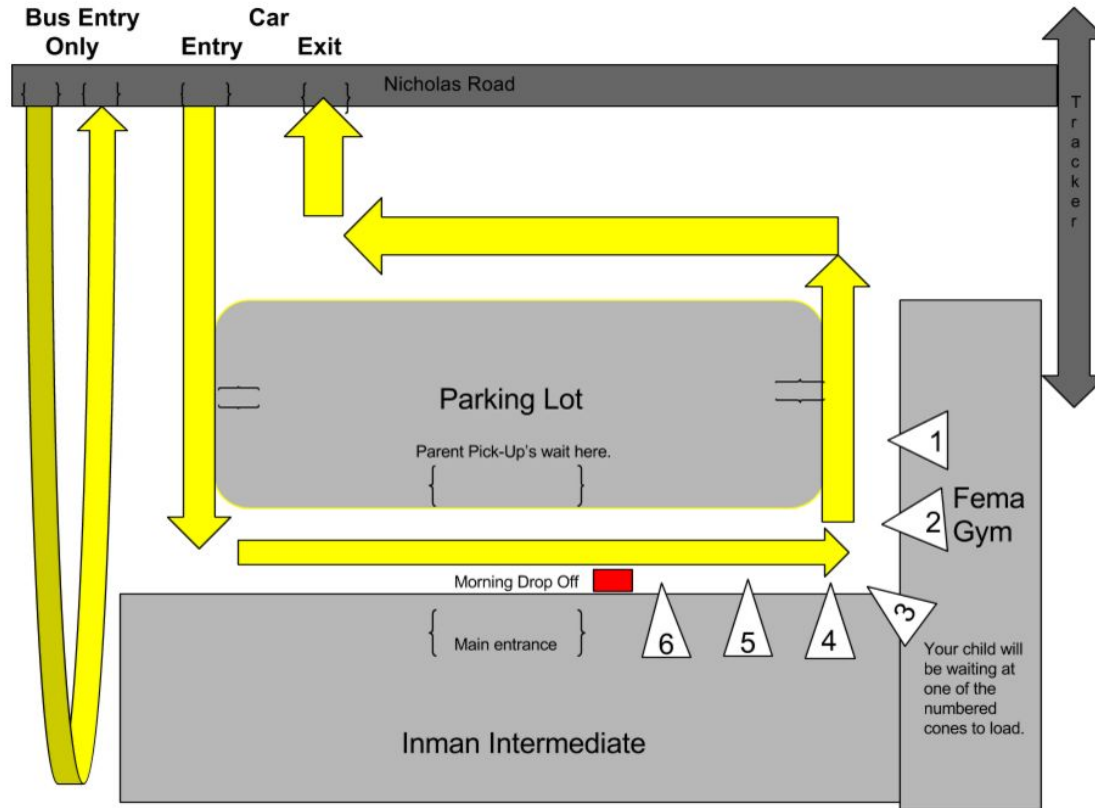 Bus Entry
Only
Car
Entry
Exit
Nicholas Road
Tracker
Parking Lot
Parent Pick-Up's wait here.
1
2
Fema
Gym
Morning Drop Off
3
Main entrance
6
5
4
Your child will
be waiting at
one of the
numbered
cones to load.
Inman Intermediate